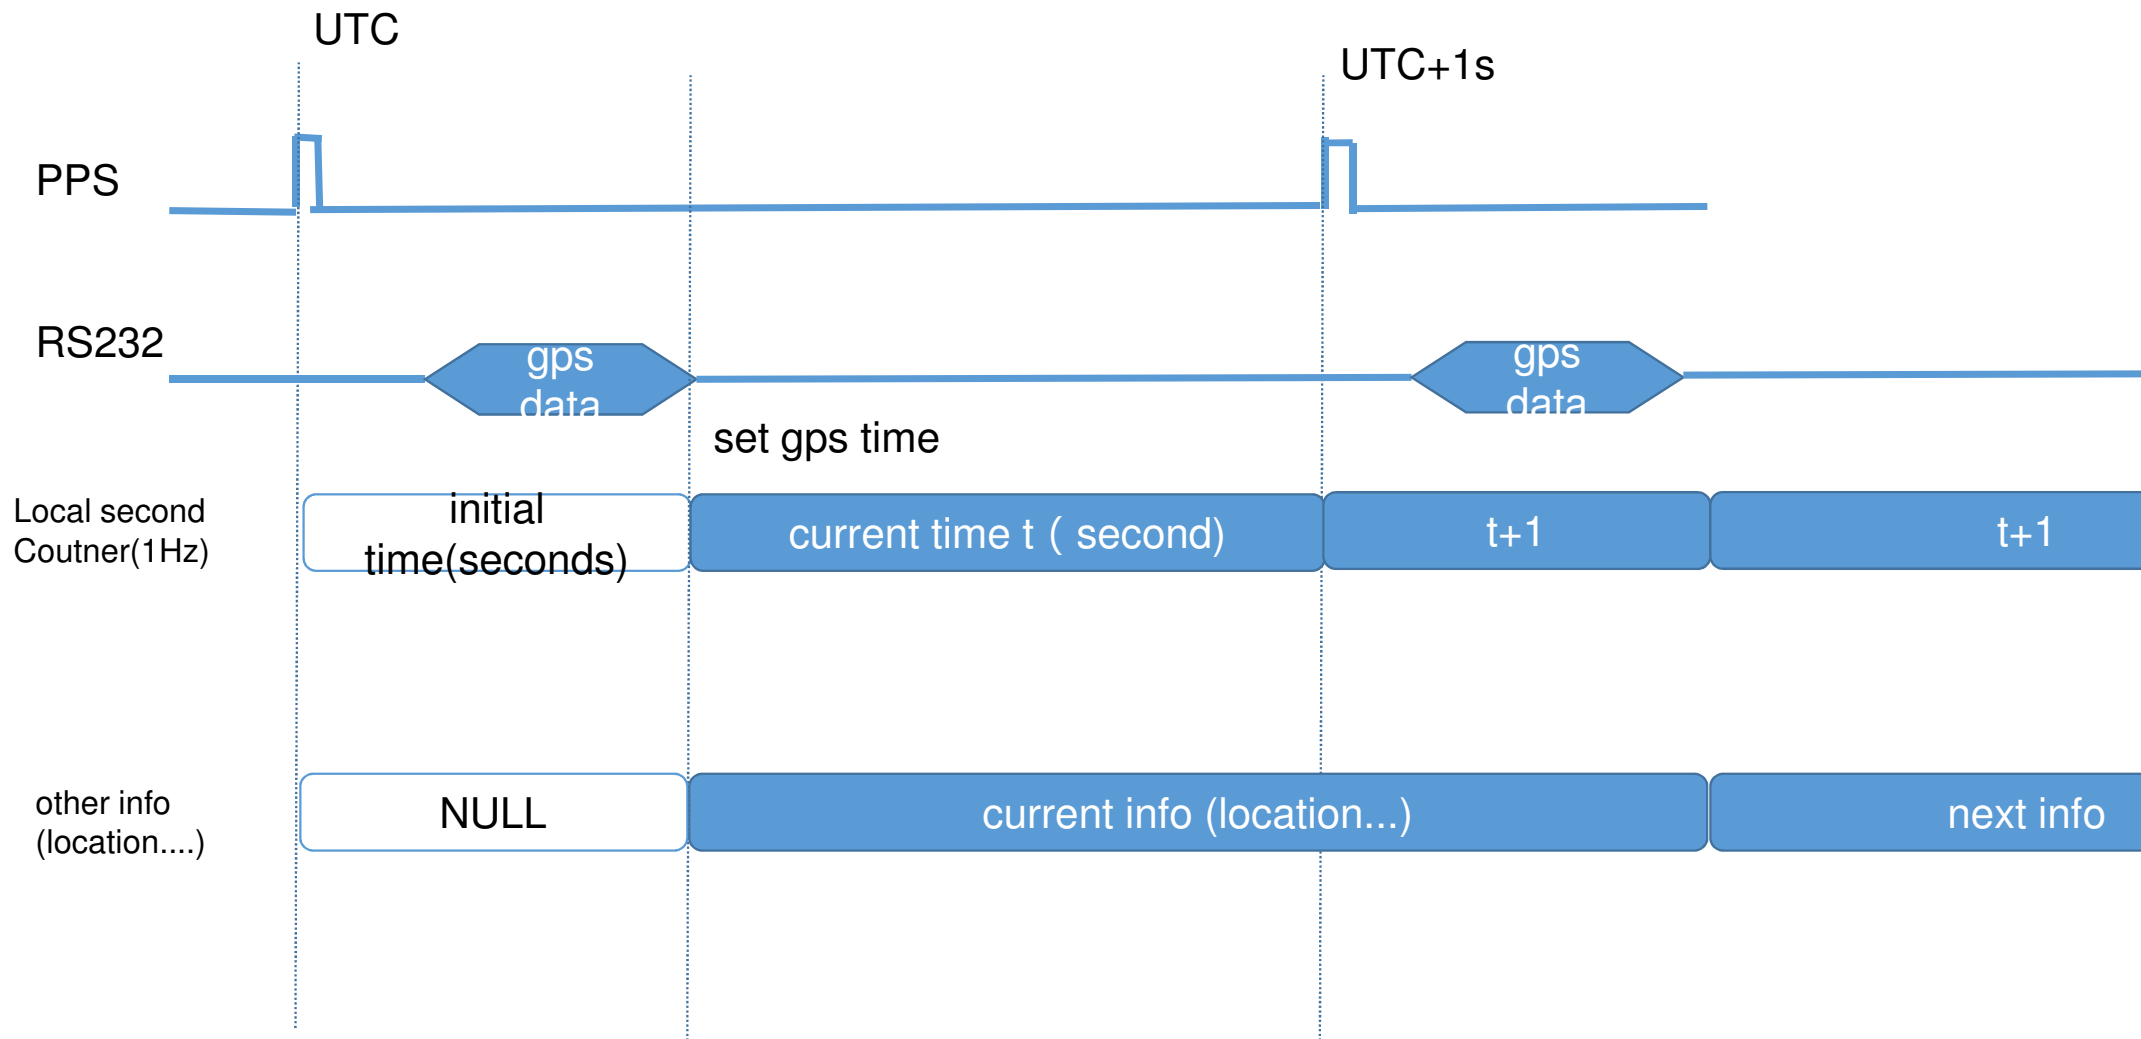 UTC
UTC+1s
PPS
RS232
gps
data
gps
data
set gps time
Local second
Coutner(1Hz)
initial
time(seconds)
current time t ( second)
t+1
t+1
other info
(location....)
NULL
current info (location...)
next info